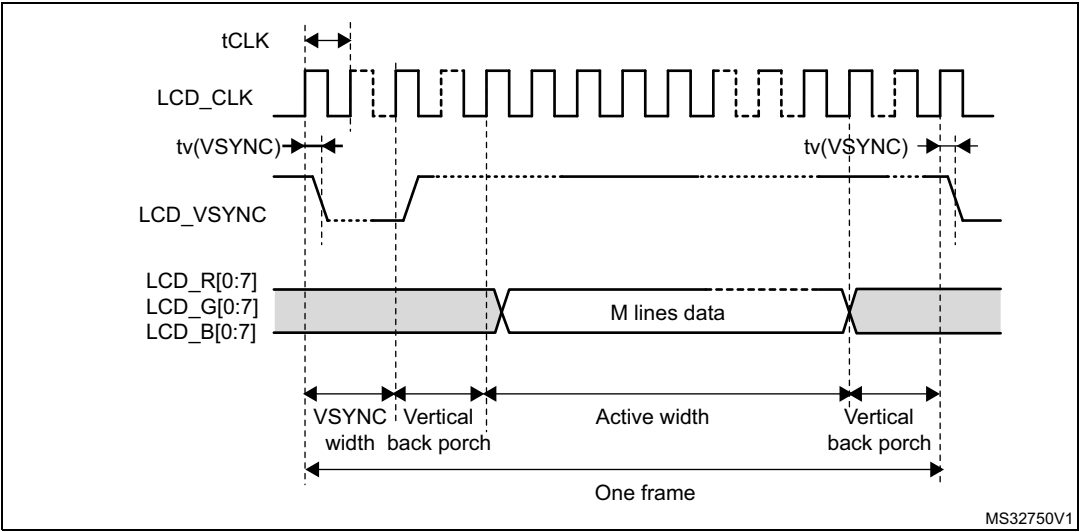 tCLK
LCD_CLK
tv(VSYNC)
tv(VSYNC)
LCD_VSYNC
LCD_R[0:7]
LCD_G[0:7]
LCD_B[0:7]
M lines data
VSYNC
width
Vertical
back porch
Active width
Vertical
back porch
One frame
MS32750V1